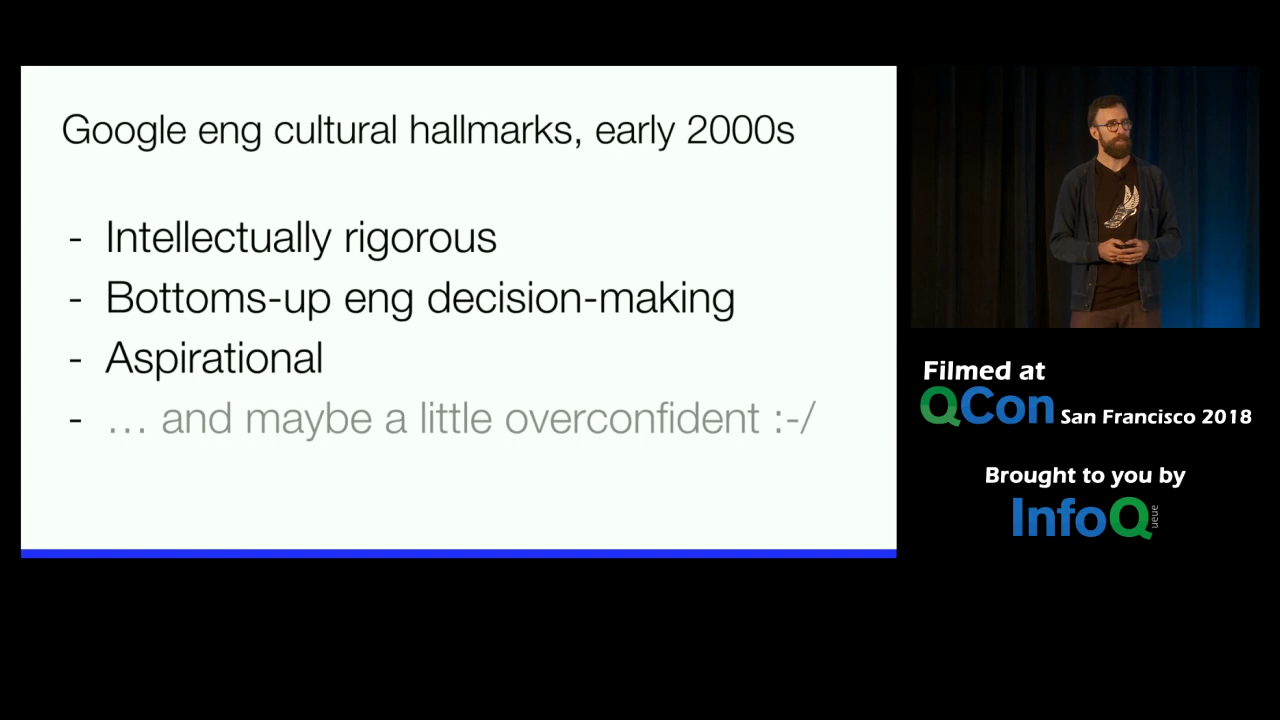 Google eng cultural hallmarks, early 2000s
- Intellectually rigorous
- Bottoms-up eng decision-making
- Aspirational
- … and maybe a little overconfident :-/
Filmed at
QCon San Francisco 2018
Brought to you by
InfoQ
ueue